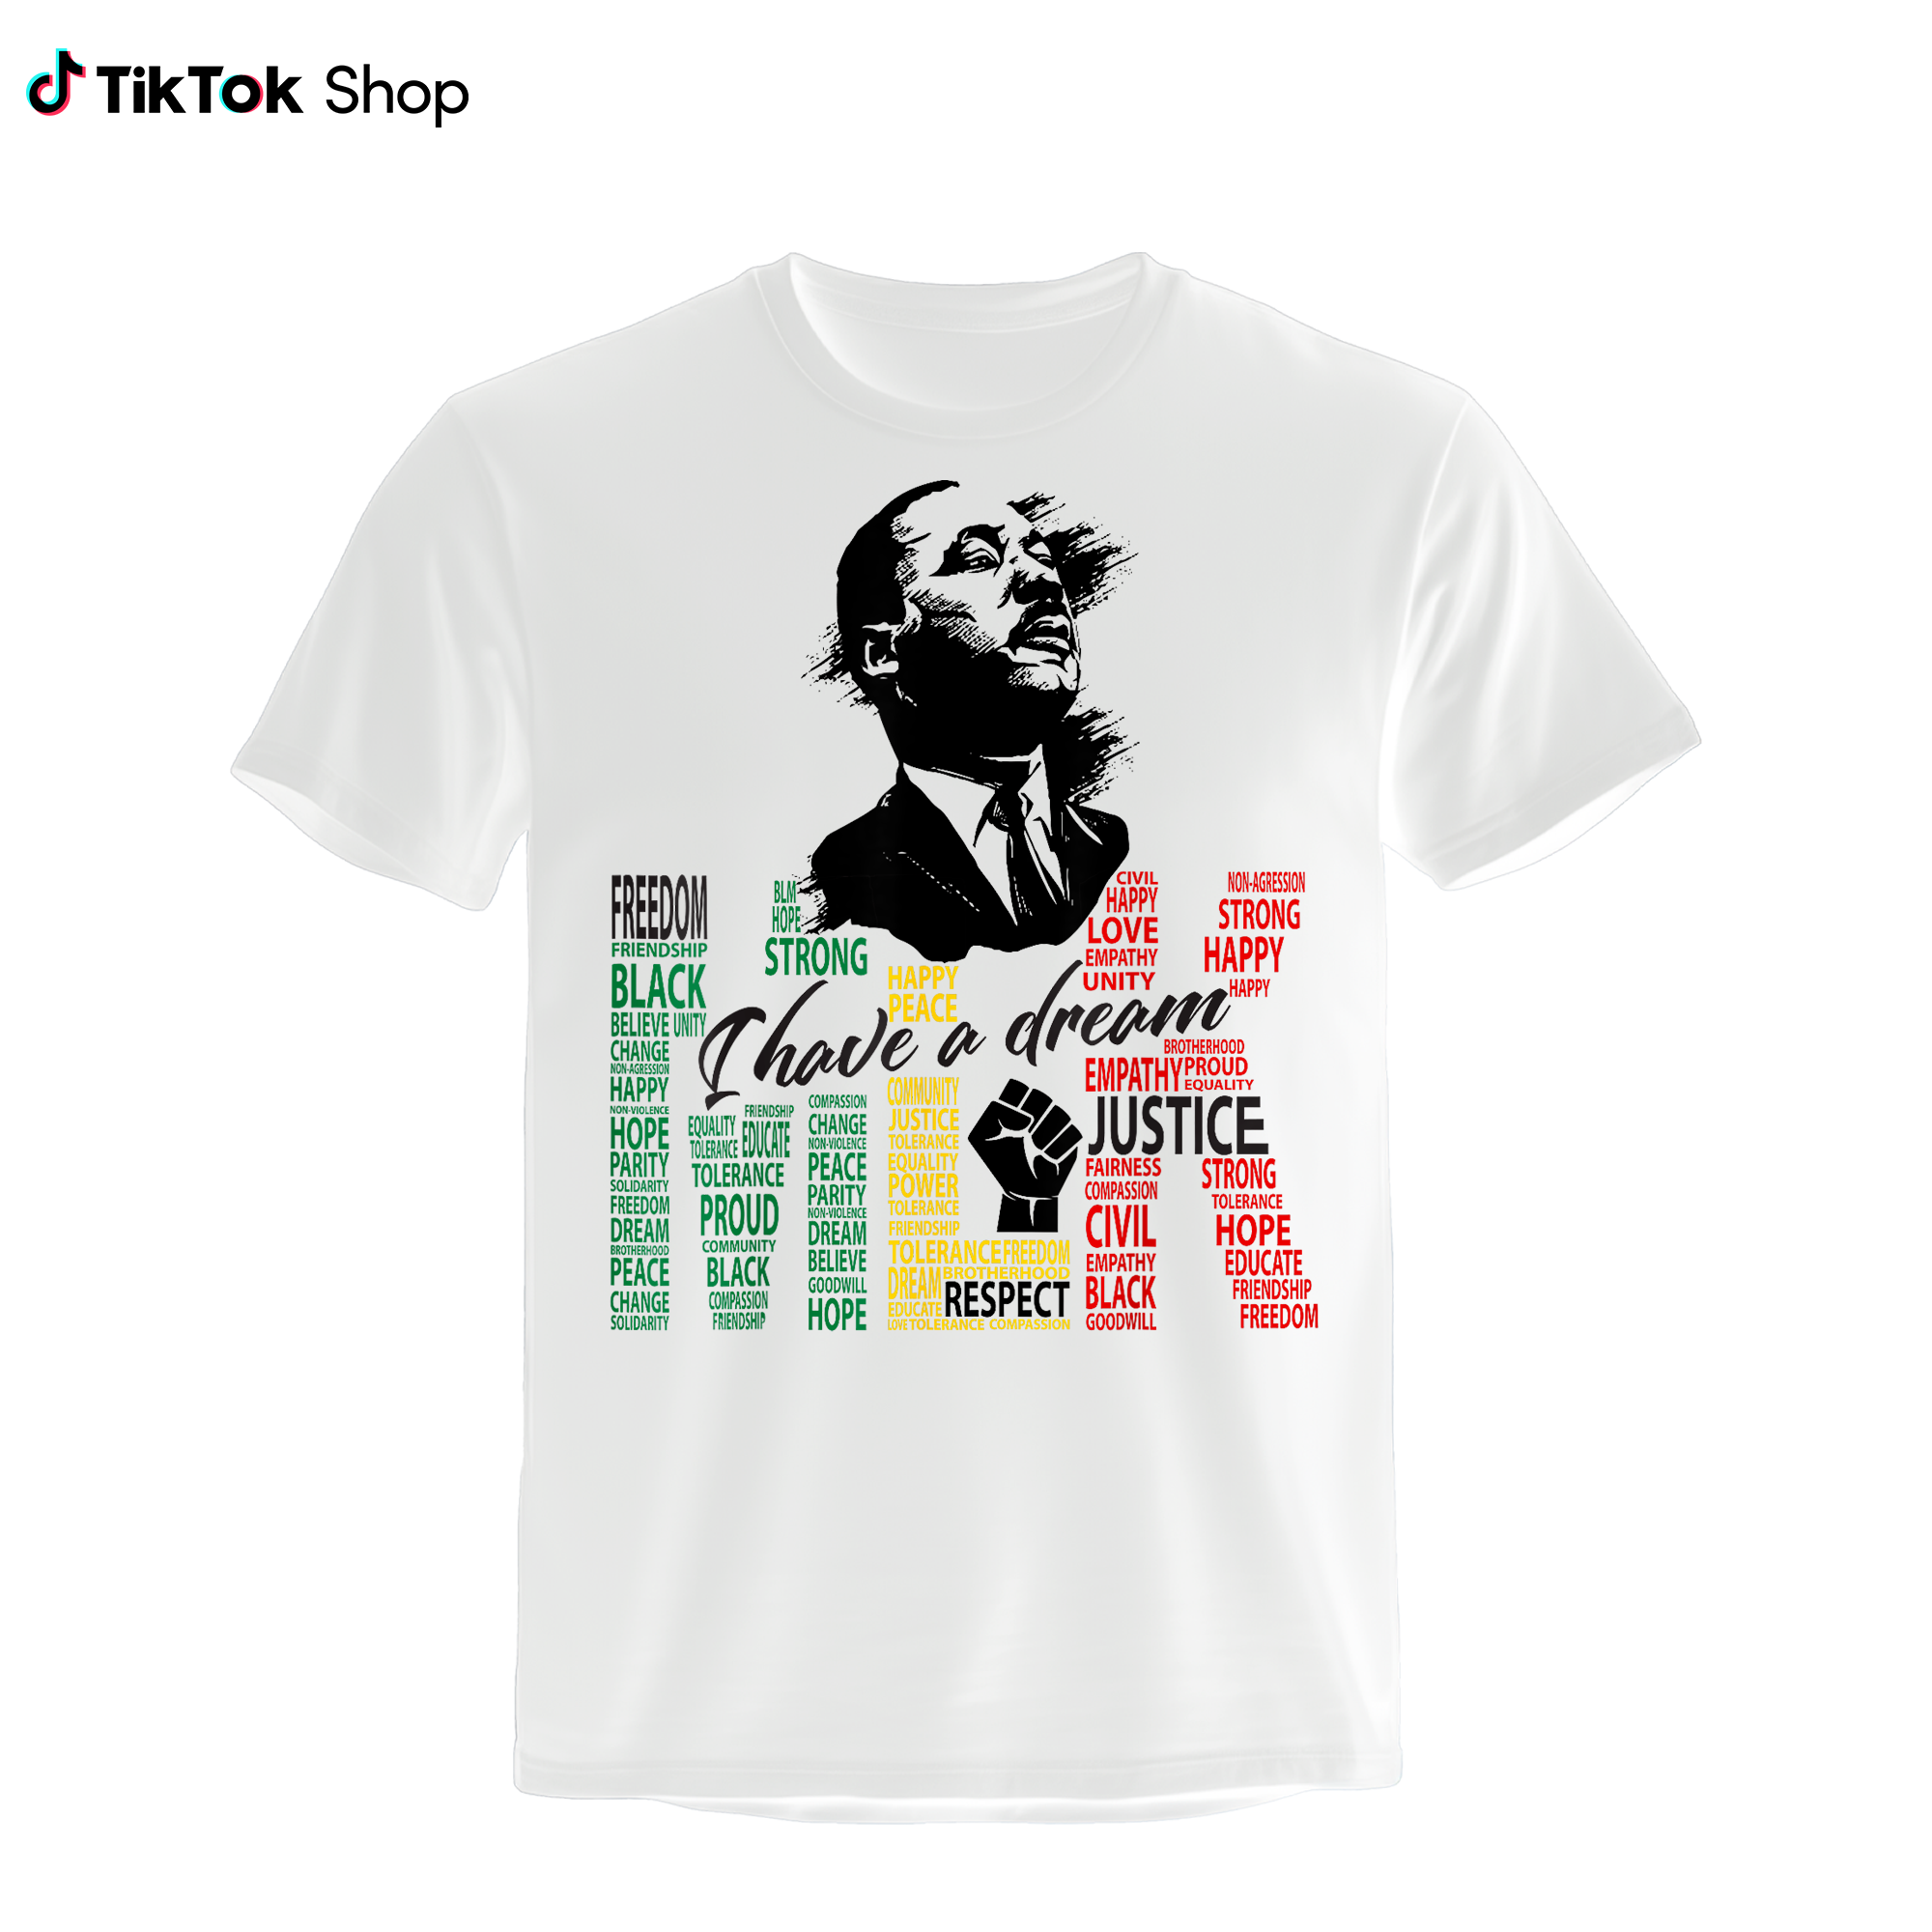 TikTok Shop
FREEDOM
FRIENDSHIP
BLACK
BELIEVE UNITY
CHANGE
NON-AGRESSION
HAPPY
NON-VIOLENCE
HOPE
PARITY
SOLIDARITY
FREEDOM
DREAM
BROTHERHOOD
PEACE
CHANGE
SOLIDARITY
BLM
HOPE
STRONG
I have a dream
EQUALITY
FRIENDSHIP
TOLERANCE
EDUCATE
TOLERANCE
PROUD
COMMUNITY
BLACK
COMPASSION
FRIENDSHIP
COMPASSION
CHANGE
NON-VIOLENCE
PEACE
PARITY
NON-VIOLENCE
DREAM
BELIEVE
GOODWILL
HOPE
HAPPY
PEACE
COMMUNITY
JUSTICE
TOLERANCE
EQUALITY
POWER
TOLERANCE
FRIENDSHIP
TOLERANCE FREEDOM
DREAM
BROTHERHOOD
EDUCATE
RESPECT
LOVE TOLERANCE COMPASSION
CIVIL
HAPPY
LOVE
EMPATHY
UNITY
NON-AGRESSION
STRONG
HAPPY
HAPPY
BROTHERHOOD
EMPATHY PROUD
EQUALITY
JUSTICE
FAIRNESS
COMPASSION
CIVIL
EMPATHY
BLACK
GOODWILL
STRONG
TOLERANCE
HOPE
EDUCATE
FRIENDSHIP
FREEDOM